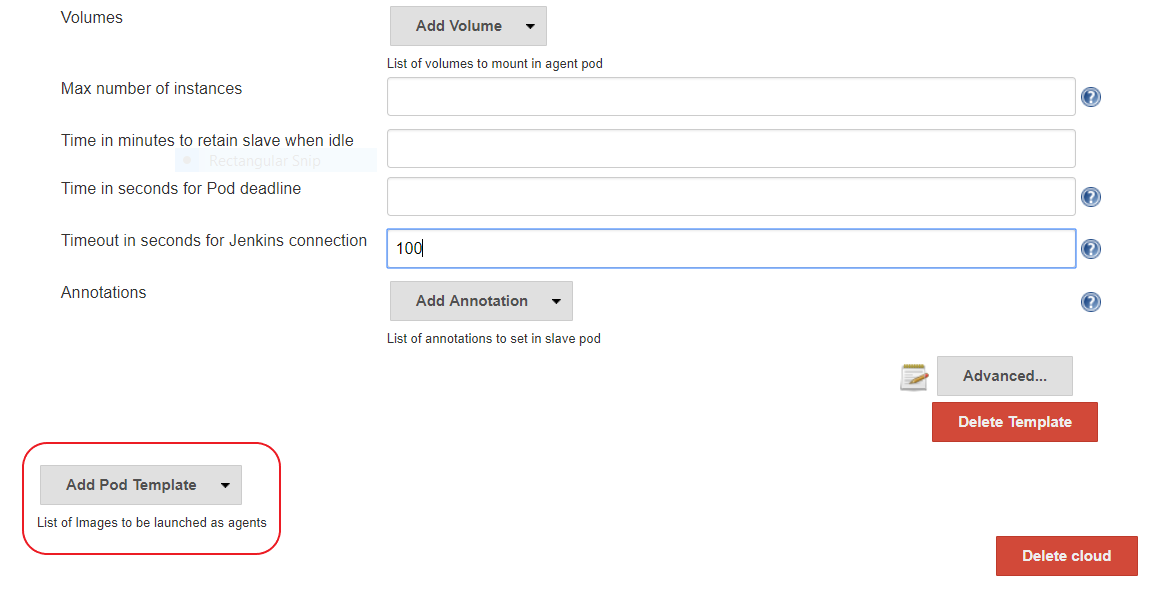 Volumes
Add Volume
List of volumes to mount in agent pod
Max number of instances
Time in minutes to retain slave when idle
Rectangular Snip
Time in seconds for Pod deadline
Timeout in seconds for Jenkins connection
100
Annotations
Add Annotation
List of annotations to set in slave pod
Advanced...
Delete Template
Add Pod Template
List of Images to be launched as agents
Delete cloud